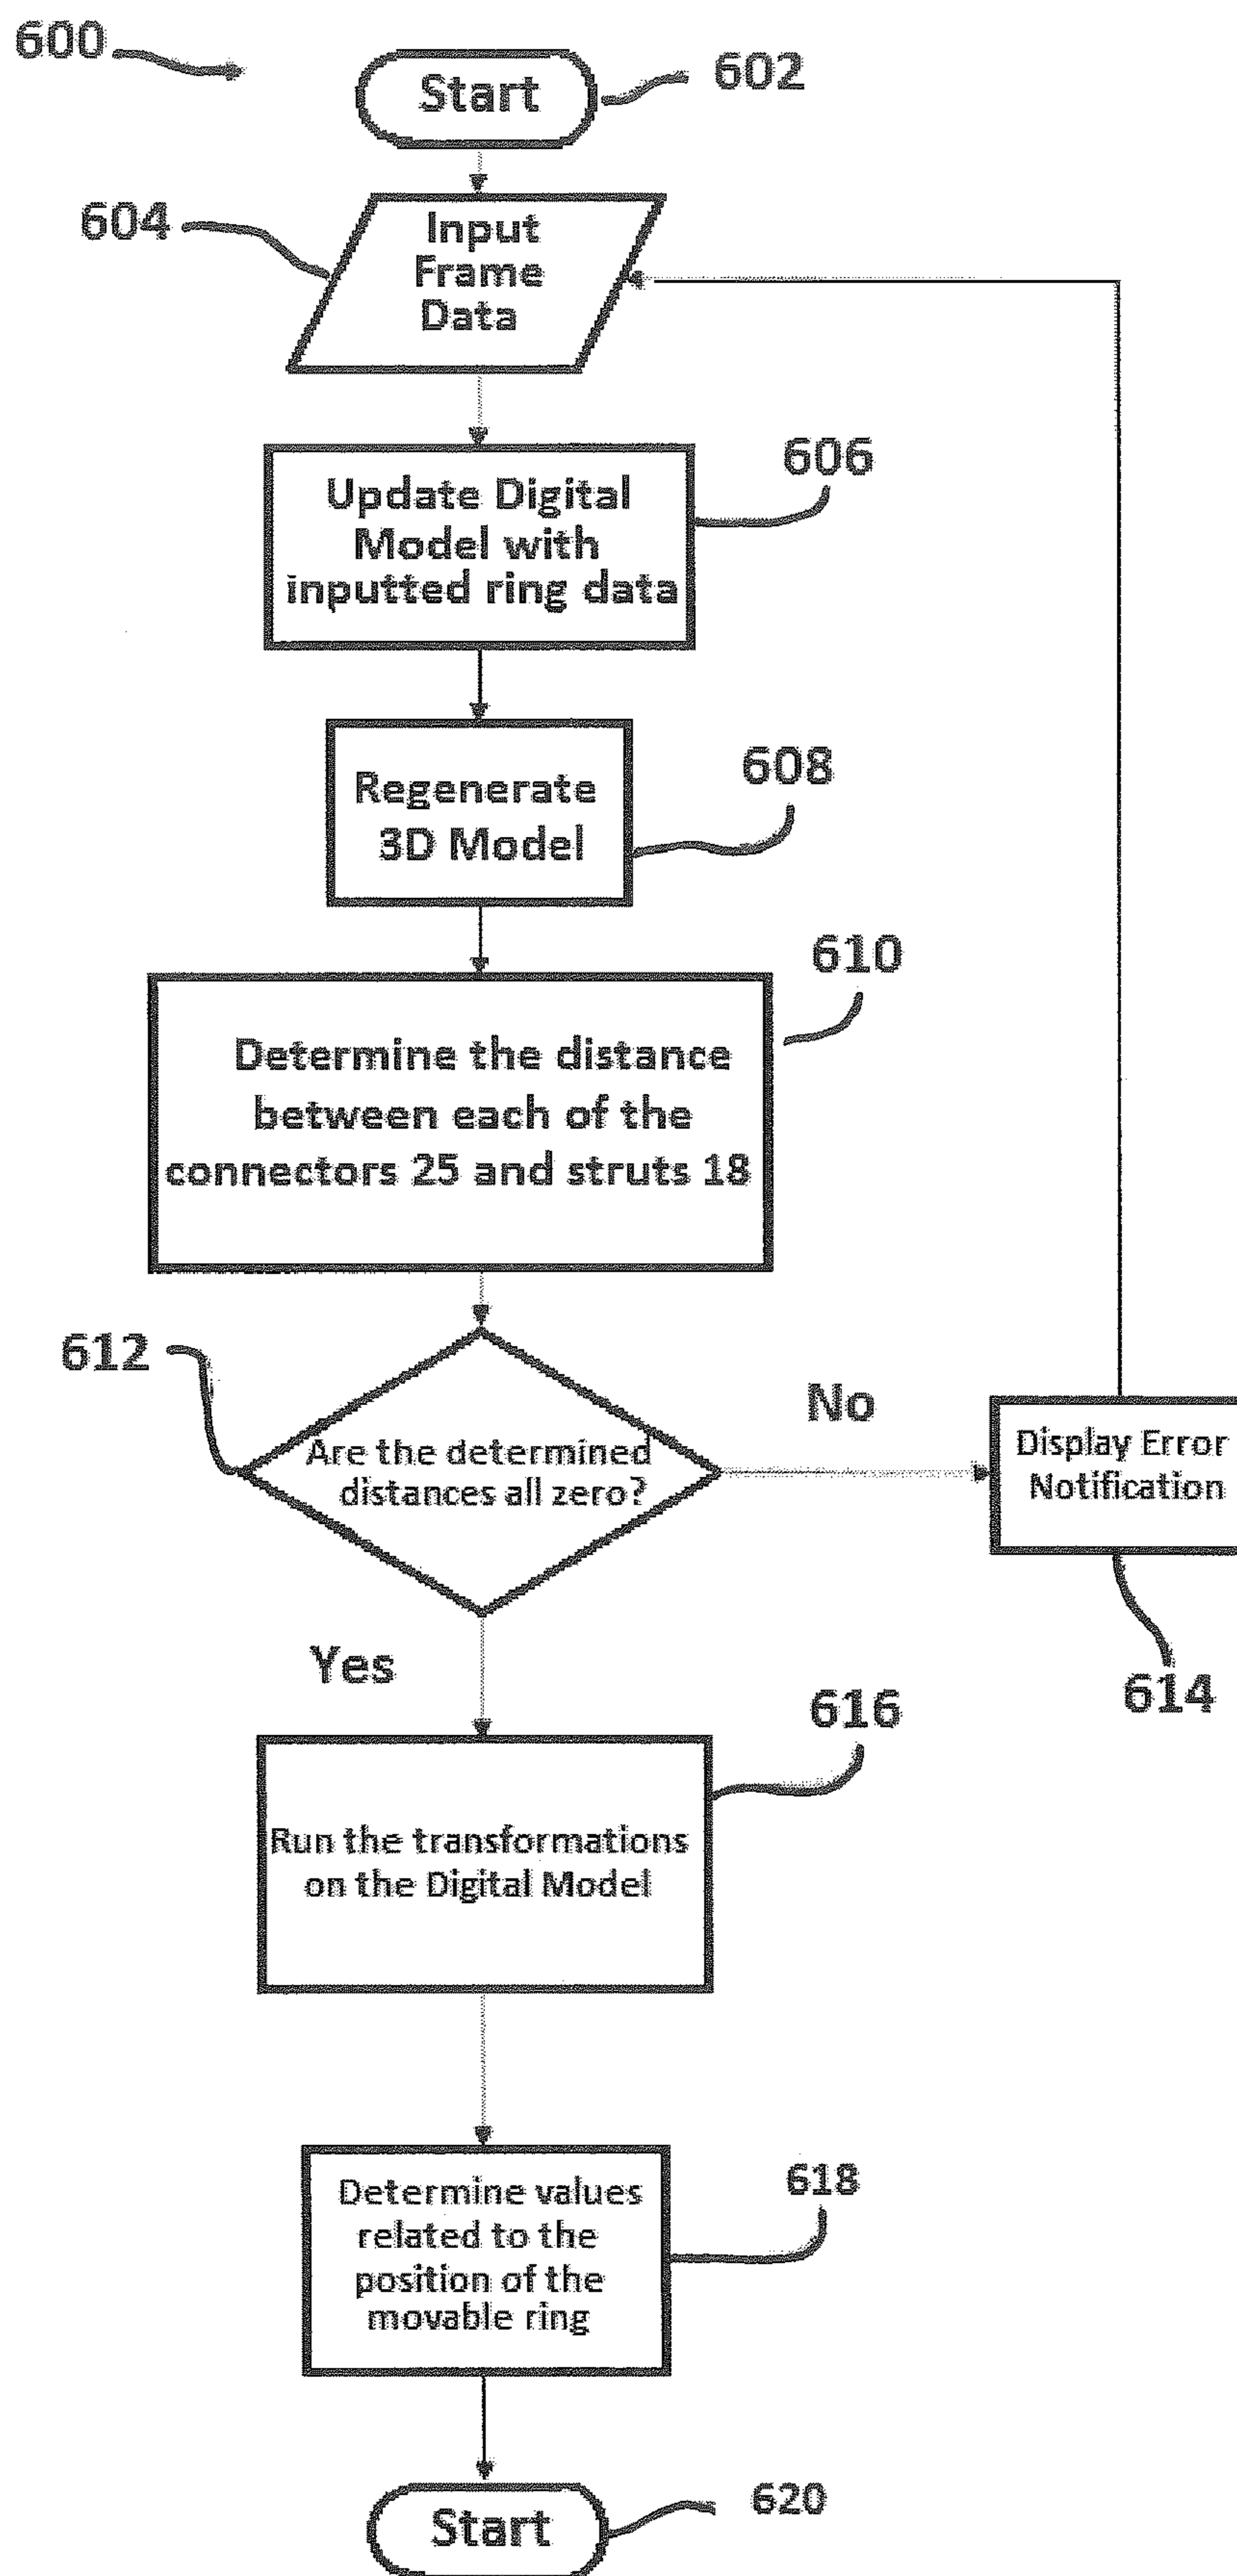 600
Start
602
604
Input
Frame
Data
606
Update Digital
Model with
inputted ring data
608
Regenerate
3D Model
610
Determine the distance
between each of the
connectors 25 and struts 18
612
Are the determined
distances all zero?
No
Display Error
Notification
614
Yes
616
Run the transformations
on the Digital Model
618
Determine values
related to the
position of the
movable ring
Start
620